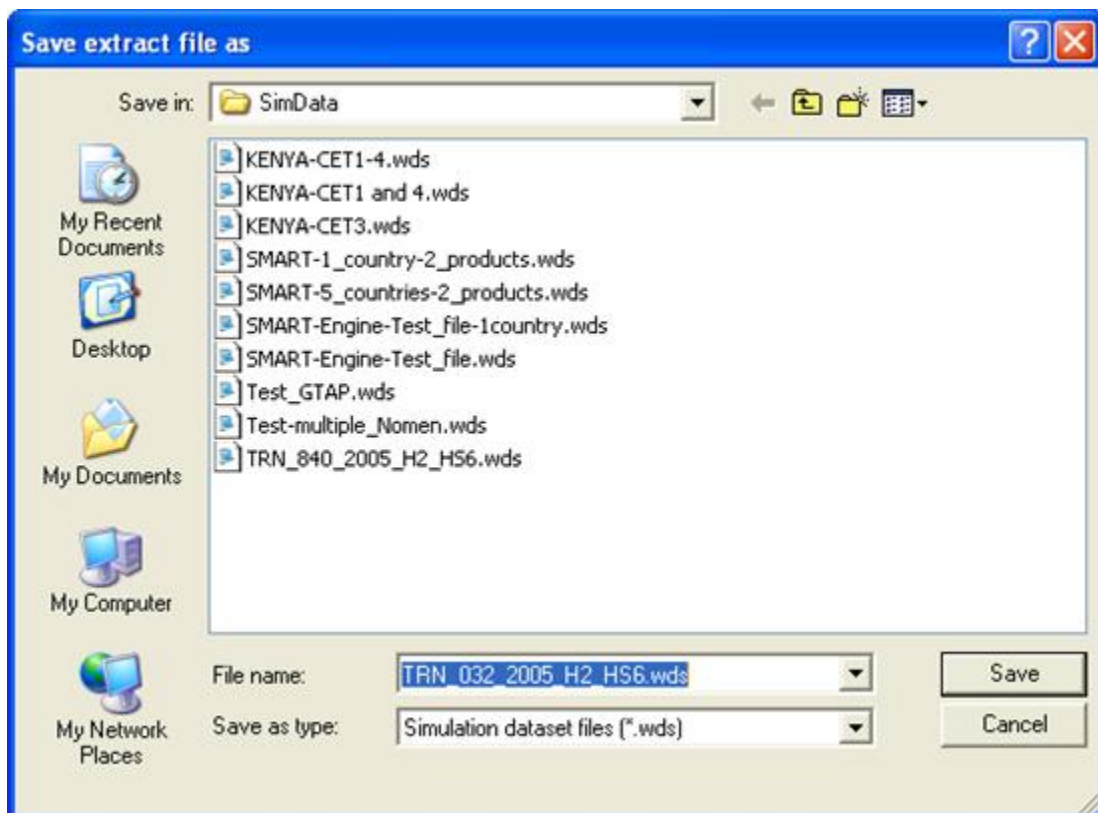 Save extract file as
Save in: SimData
My Recent
Documents
Desktop
My Documents
My Computer
My Network
Places
KENYA-CET1-4.wds
KENYA-CET1 and 4.wds
KENYA-CET3.wds
SMART-1_country-2_products.wds
SMART-5_countries-2_products.wds
SMART-Engine-Test_file-1country.wds
SMART-Engine-Test_file.wds
Test_GTAP.wds
Test-multiple_Nomen.wds
TRN_840_2005_H2_HS6.wds
File name: TRN_032_2005_H2_HS6.wds Save
Save as type: Simulation dataset files (*.wds) Cancel